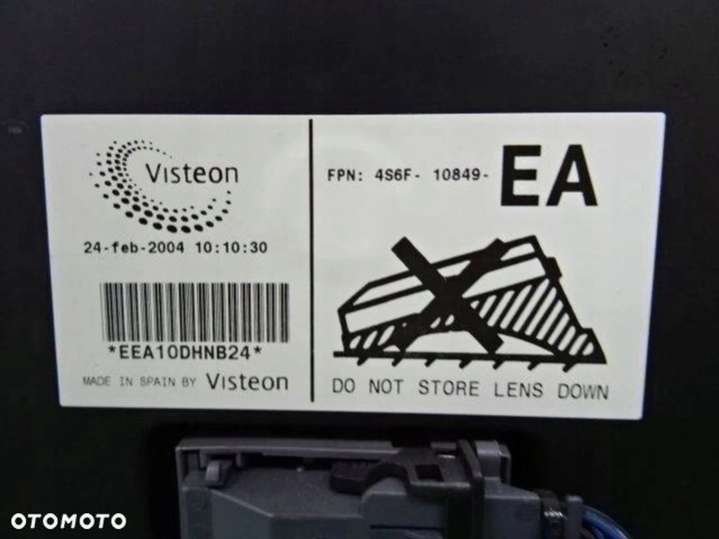 Visteon
24-feb-2004 10:10:30
*EEA10DHNB24*
MADE IN SPAIN BY Visteon
FPN: 4S6F- 10849- EA
DO NOT STORE LENS DOWN
OTOMOTO